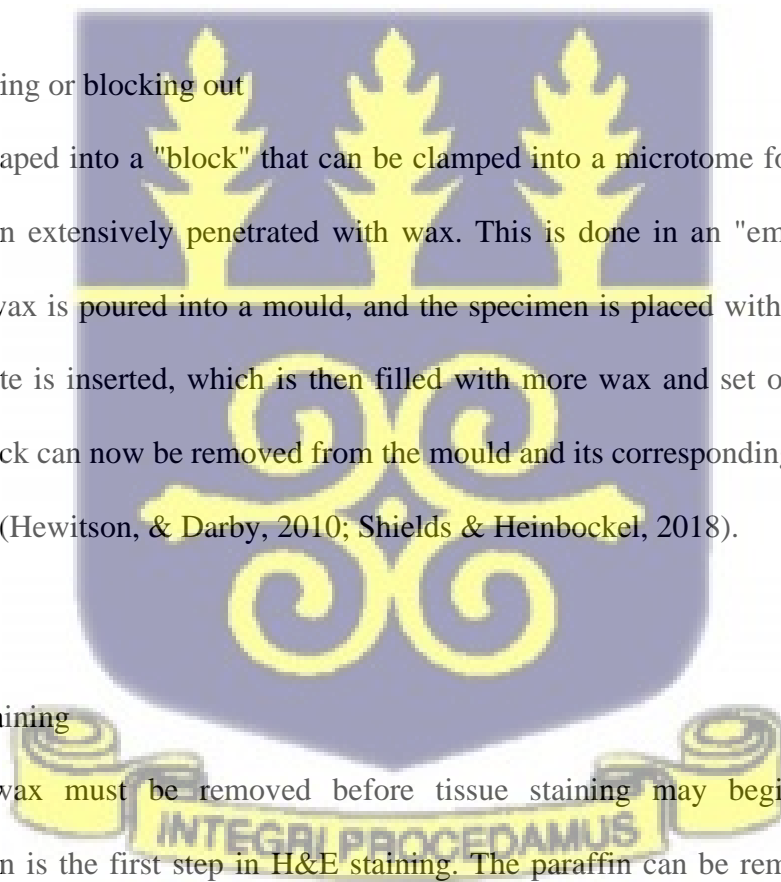 ing or blocking out
aped into a "block" that can be clamped into a microtome fo
n extensively penetrated with wax. This is done in an "em
wax is poured into a mould, and the specimen is placed with
te is inserted, which is then filled with more wax and set o
ck can now be removed from the mould and its corresponding
(Hewitson, & Darby, 2010; Shields & Heinbockel, 2018).
aining
wax must be removed before tissue staining may begi
INTEGRI PROCEDAMUS
n is the first step in H&E staining. The paraffin can be rem